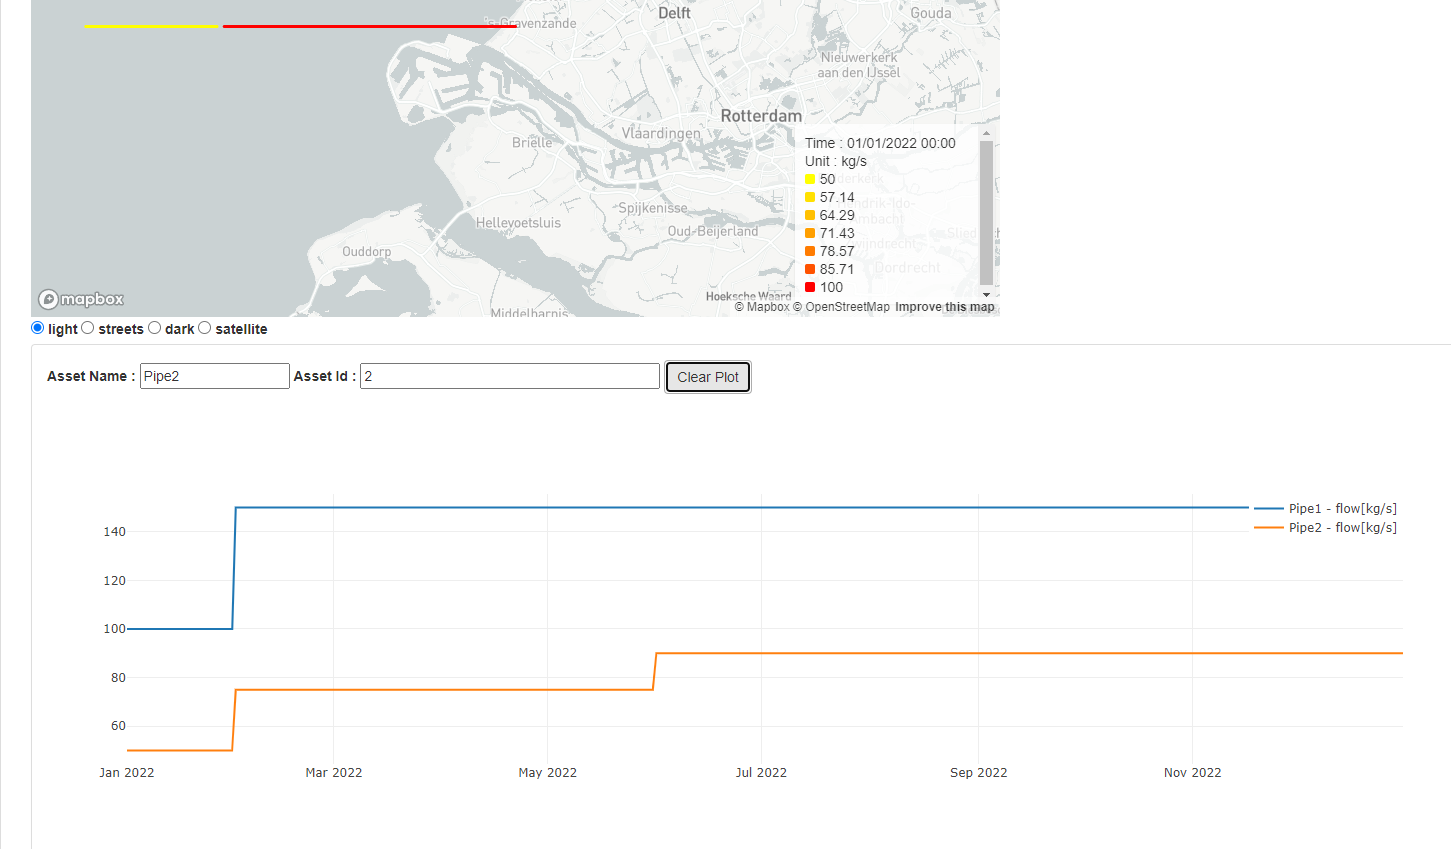 Delft
Gouda
's-Gravenzande
Nieuwerkerk
aan den IJssel
Rotterdam
Vlaardingen
Brielle
Time : 01/01/2022 00:00
Unit : kg/s
50
57.14
64.29
71.43
78.57
85.71
100
Spijkenisse
Hellevoetsluis
Oud-Beijerland
Ouddorp
Dordrecht
Hoeksche Waard
Middelharnis
mapbox
© Mapbox © OpenStreetMap Improve this map
light streets dark satellite
Asset Name : Pipe2 Asset Id : 2 Clear Plot
Pipe1 - flow[kg/s]
Pipe2 - flow[kg/s]
140
120
100
80
60
Jan 2022 Mar 2022 May 2022 Jul 2022 Sep 2022 Nov 2022